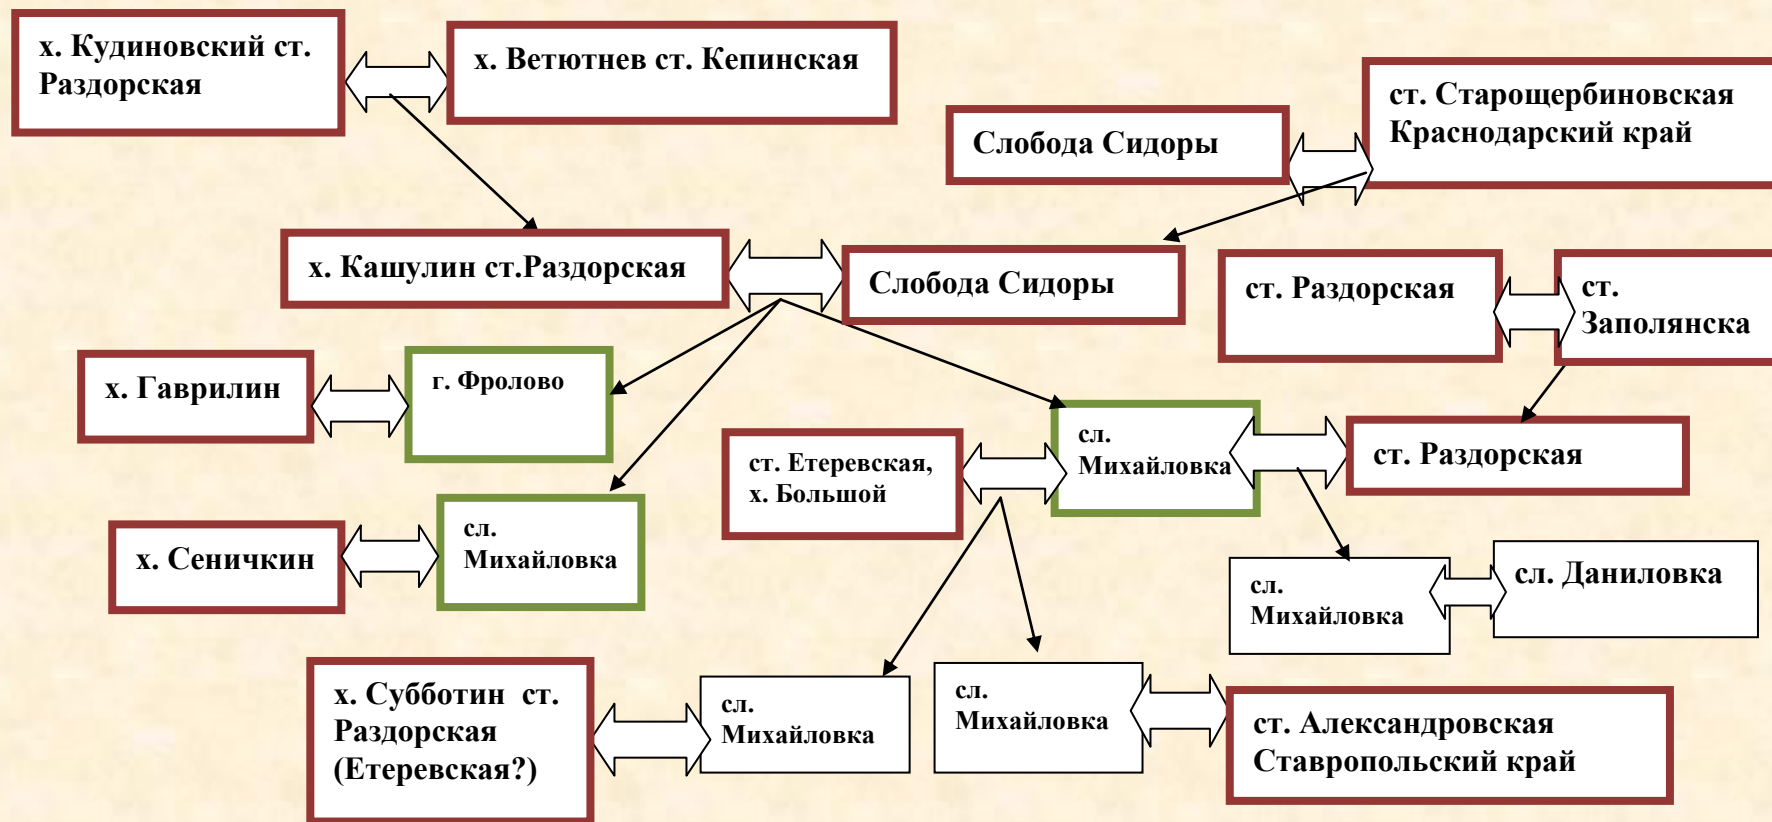 х. Кудиновский ст.
Раздорская
х. Ветютнев ст. Кепинская
ст. Старощербиновская
Краснодарский край
Слобода Сидоры
х. Кашулин ст.Раздорская
Слобода Сидоры
ст. Раздорская
ст.
Заполянска
х. Гаврилин
г. Фролово
ст. Етеревская,
х. Большой
сл.
Михайловка
ст. Раздорская
х. Сеничкин
сл.
Михайловка
сл.
Михайловка
сл. Даниловка
х. Субботин ст.
Раздорская
(Етеревская?)
сл.
Михайловка
сл.
Михайловка
ст. Александровская
Ставропольский край